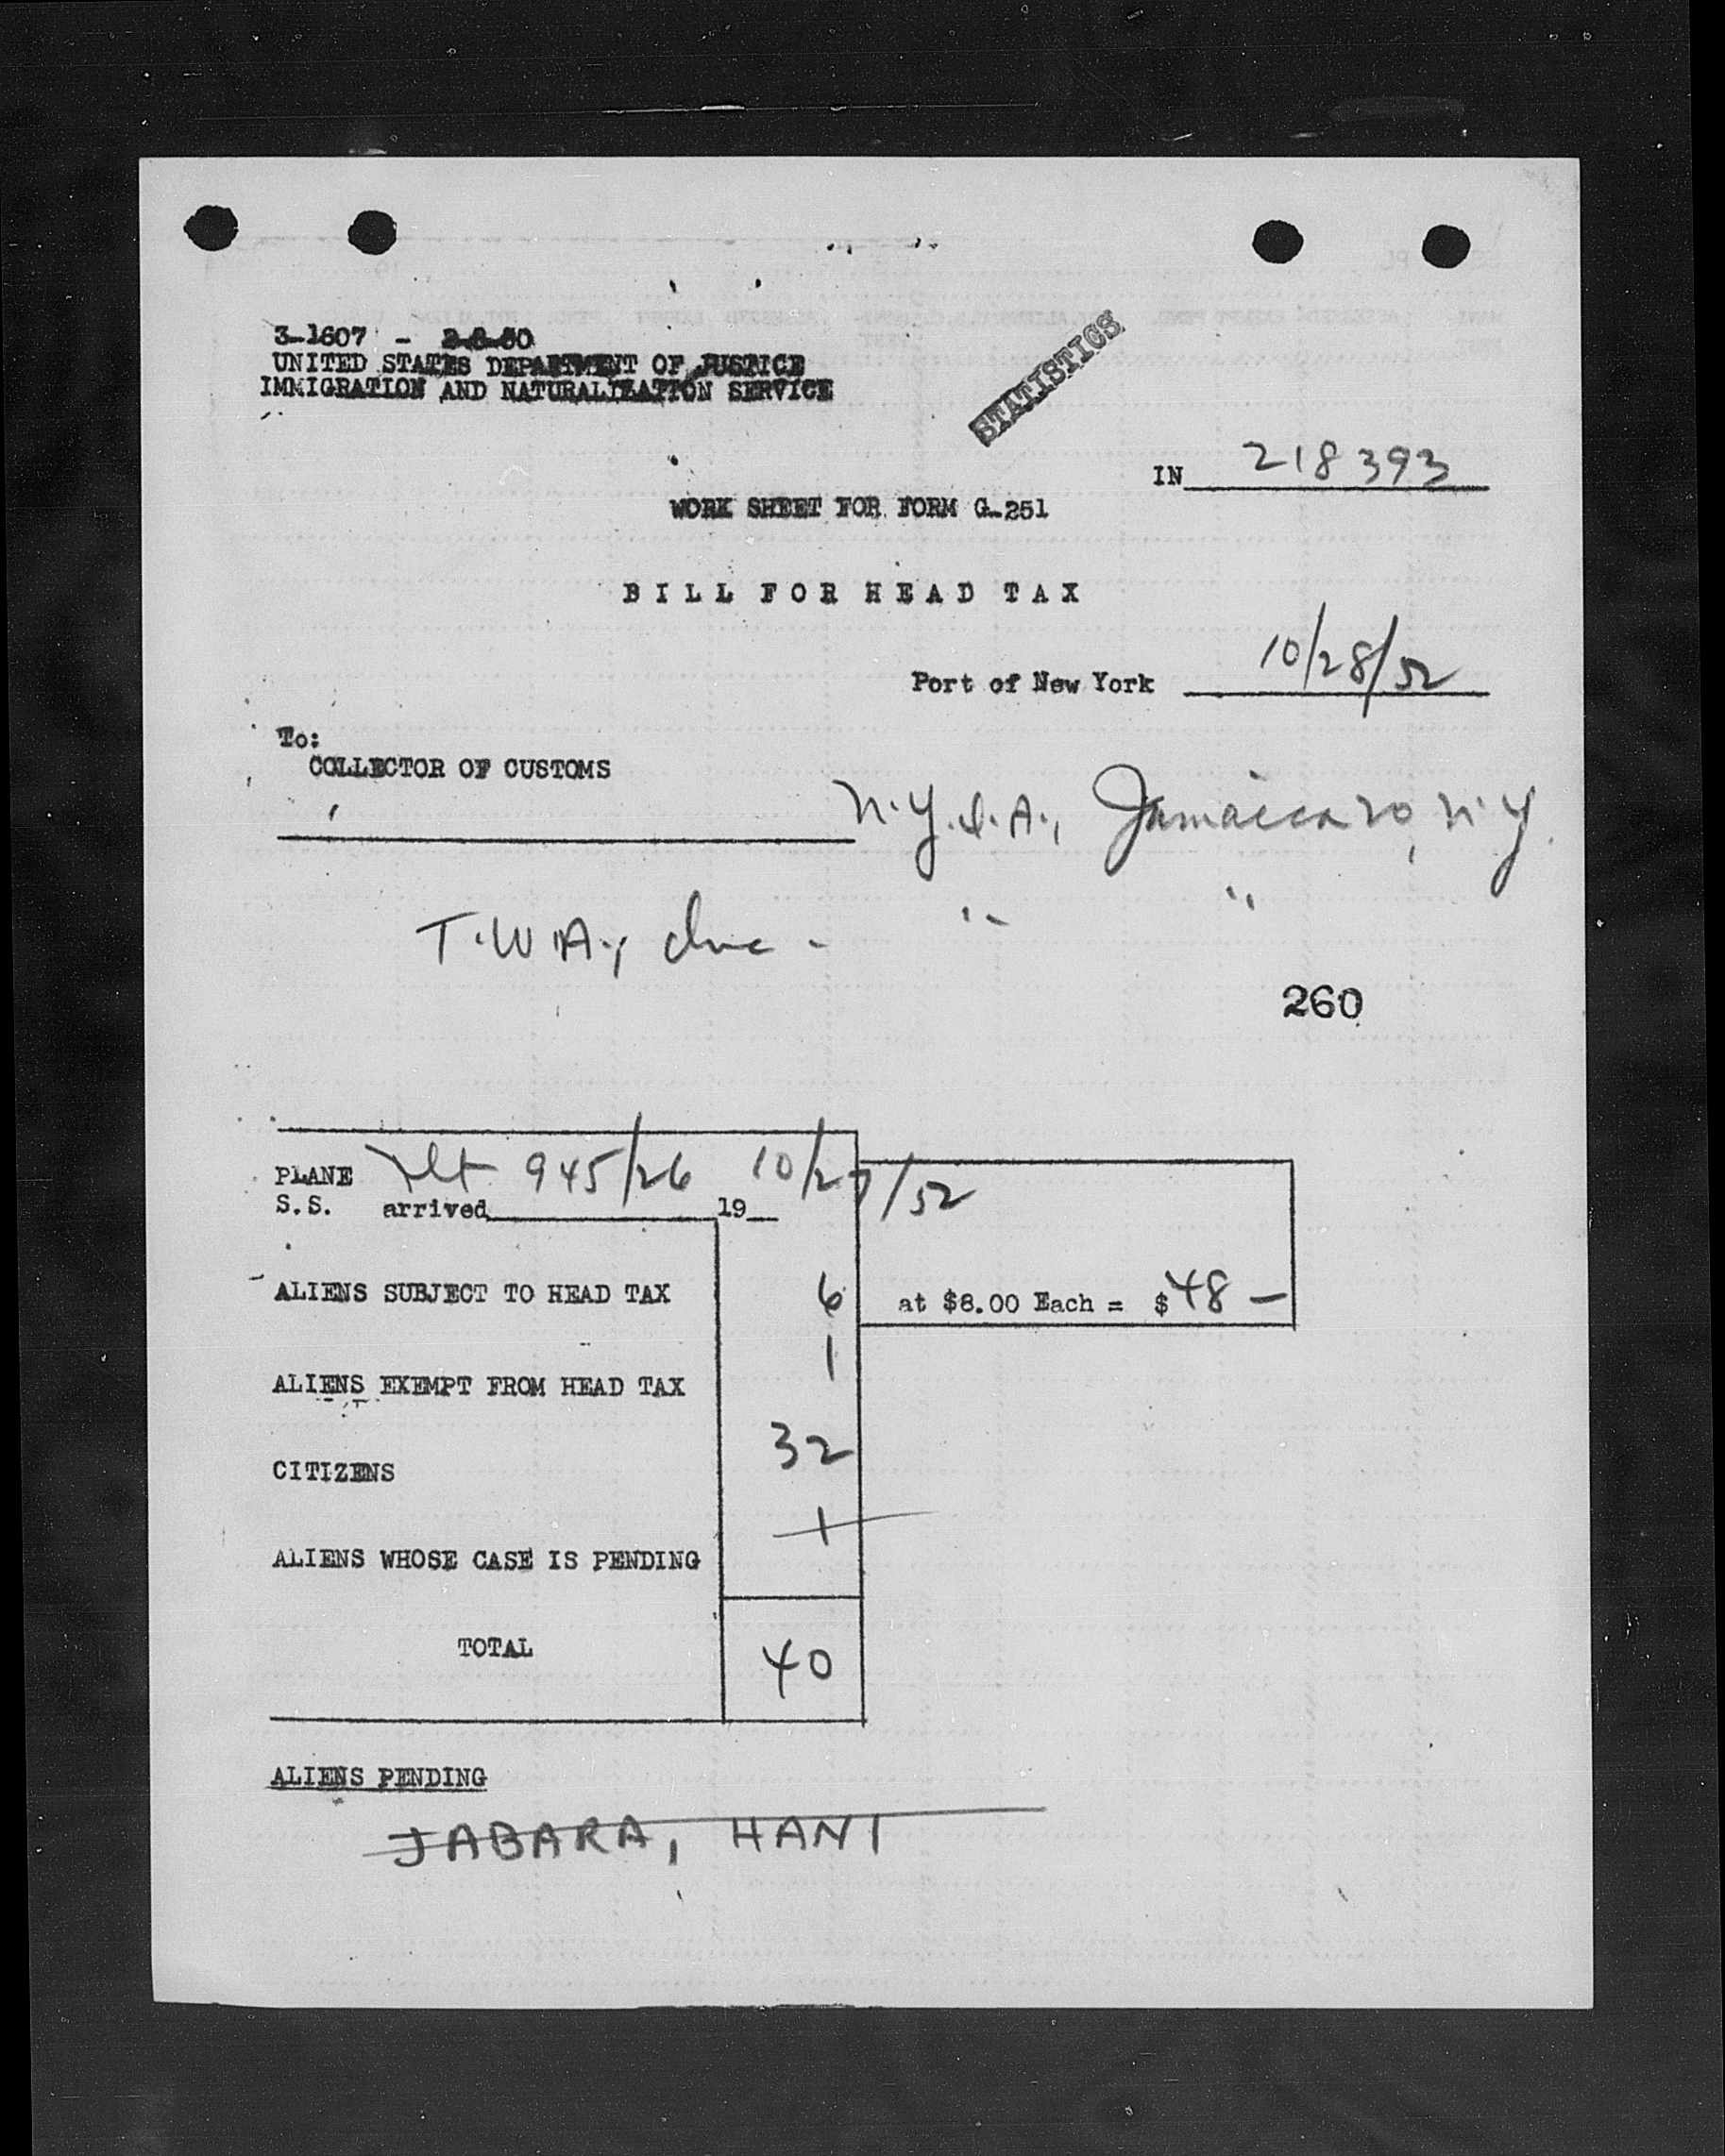 3-1607 - 2-8-50
UNITED STATES DEPARTMENT OF JUSTICE
IMMIGRATION AND NATURALIZATION SERVICE
STATISTICS
IN 218393
WORK SHEET FOR FORM G-251
BILL FOR HEAD TAX
Port of New York 10/28/52
To:
COLLECTOR OF CUSTOMS
N.Y.I.A., Jamaica 30, N.Y.
T.W.A., Inc. " "
260
PLANE Flt 945/26 10/27/52
S.S. arrived 19
ALIENS SUBJECT TO HEAD TAX 6 at $8.00 Each = $48 —
ALIENS EXEMPT FROM HEAD TAX 1
CITIZENS 32
ALIENS WHOSE CASE IS PENDING 1
TOTAL 40
ALIENS PENDING
JABARA, HANI